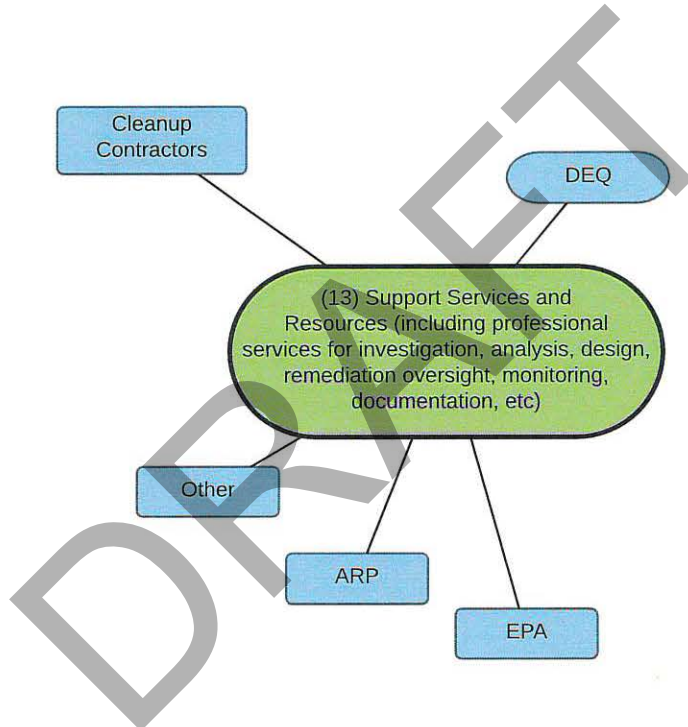 Cleanup
Contractors
DEQ
(13) Support Services and
Resources (including professional
services for investigation, analysis, design,
remediation oversight, monitoring,
documentation, etc)
Other
ARP
EPA
DRAFT